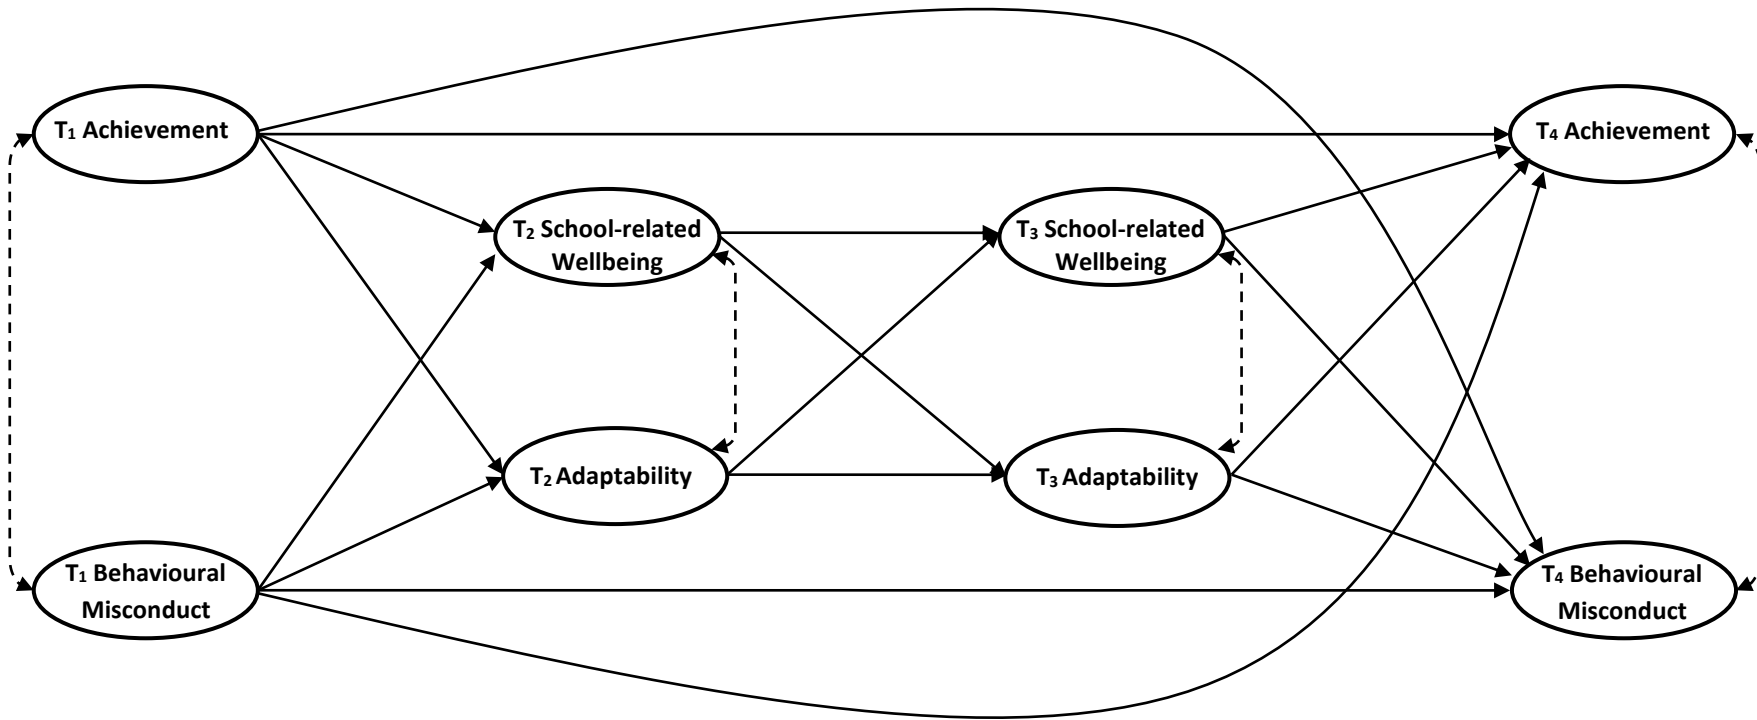 T1 Achievement
T4 Achievement
T2 School-related
Wellbeing
T3 School-related
Wellbeing
T2 Adaptability
T3 Adaptability
T1 Behavioural
Misconduct
T4 Behavioural
Misconduct